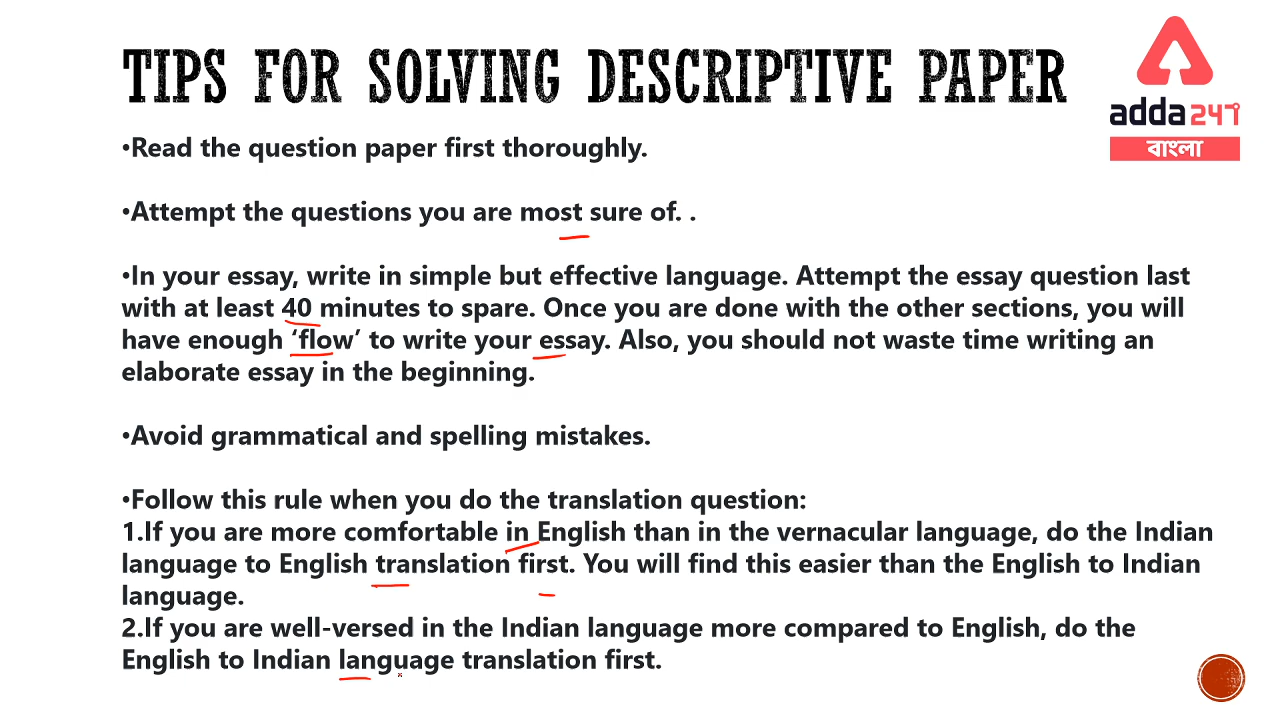 TIPS FOR SOLVING DESCRIPTIVE PAPER
adda247
বাংলা
•Read the question paper first thoroughly.
•Attempt the questions you are most sure of. .
•In your essay, write in simple but effective language. Attempt the essay question last
with at least 40 minutes to spare. Once you are done with the other sections, you will
have enough ‘flow’ to write your essay. Also, you should not waste time writing an
elaborate essay in the beginning.
•Avoid grammatical and spelling mistakes.
•Follow this rule when you do the translation question:
1.If you are more comfortable in English than in the vernacular language, do the Indian
language to English translation first. You will find this easier than the English to Indian
language.
2.If you are well-versed in the Indian language more compared to English, do the
English to Indian language translation first.